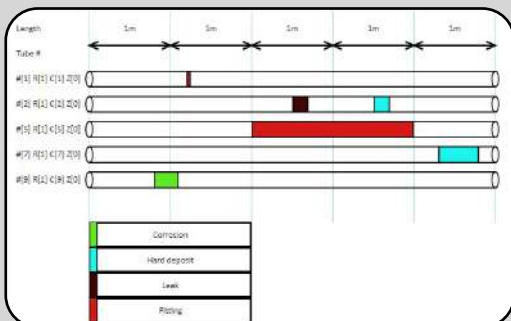 Length 1m 1m 1m 1m 1m
Tube #
#[1] R[1] C[1] Z[0]
#[2] R[1] C[2] Z[0]
#[5] R[1] C[5] Z[0]
#[7] R[1] C[7] Z[0]
#[9] R[1] C[9] Z[0]
Corrosion
Hard deposit
Leak
Pitting